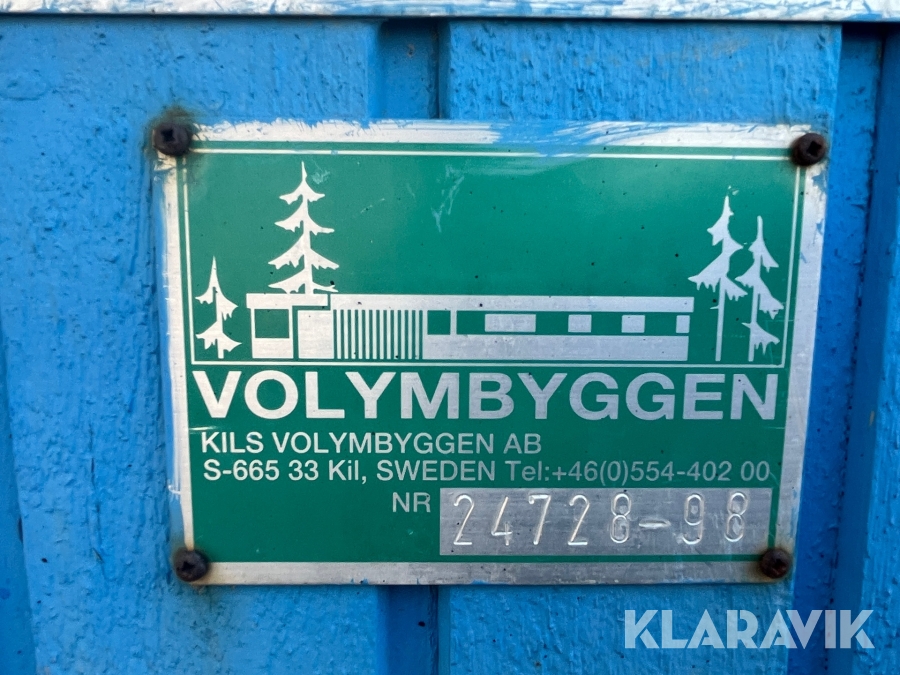 VOLYMBYGGEN
KILS VOLYMBYGGEN AB
S-665 33 Kil, SWEDEN Tel:+46(0)554-402 00
NR 24728-98
KLARAVIK